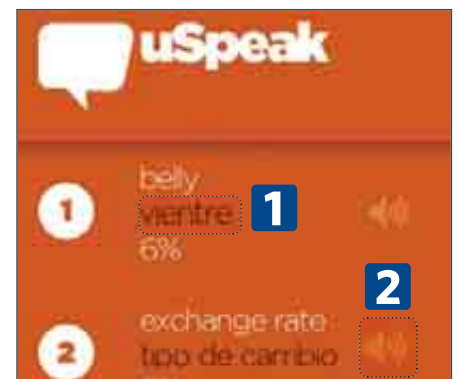 uSpeak
1 belly
vientre 1
6%
2
exchange rate
2 tipo de cambio